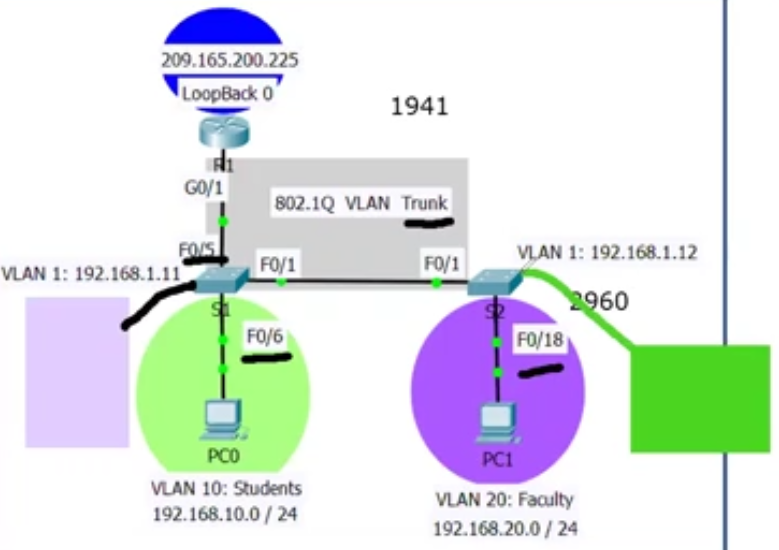 209.165.200.225
LoopBack 0
1941
R1
G0/1
802.1Q VLAN Trunk
F0/5
VLAN 1: 192.168.1.11
F0/1
F0/1
VLAN 1: 192.168.1.12
S1
S2
2960
F0/6
F0/18
PC0
PC1
VLAN 10: Students
192.168.10.0 / 24
VLAN 20: Faculty
192.168.20.0 / 24